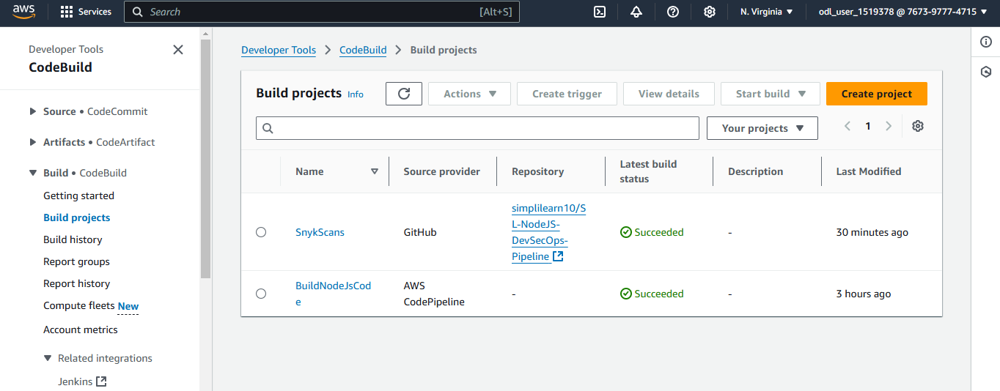 aws
Services
Search
[Alt+S]
N. Virginia
odl_user_1519378 @ 7673-9777-4715
Developer Tools
CodeBuild
Source • CodeCommit
Artifacts • CodeArtifact
Build • CodeBuild
Getting started
Build projects
Build history
Report groups
Report history
Compute fleets New
Account metrics
Related integrations
Jenkins
Developer Tools
CodeBuild
Build projects
Build projects Info
Actions
Create trigger
View details
Start build
Create project
Your projects
1
Name
Source provider
Repository
Latest build
status
Description
Last Modified
SnykScans
GitHub
simplilearn10/S
L-NodeJS-
DevSecOps-
Pipeline
Succeeded
-
30 minutes ago
BuildNodeJsCod
e
AWS
CodePipeline
-
Succeeded
-
3 hours ago